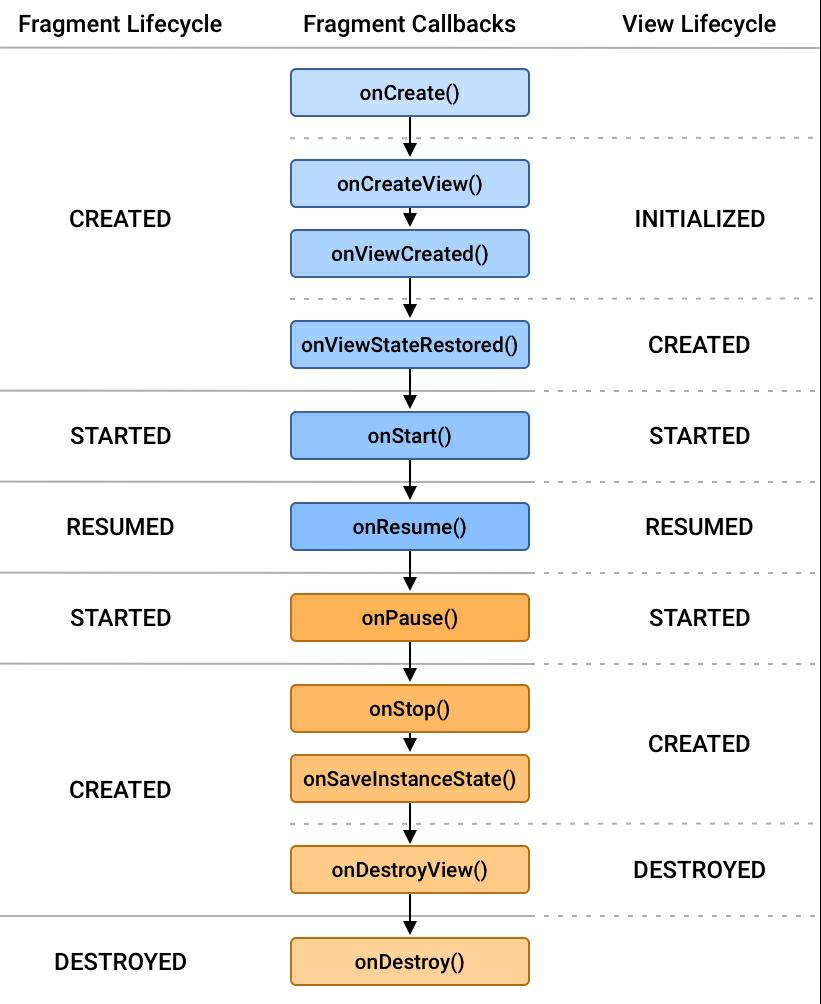 Fragment Lifecycle Fragment Callbacks View Lifecycle
onCreate()
onCreateView()
CREATED INITIALIZED
onViewCreated()
onViewStateRestored() CREATED
STARTED onStart() STARTED
RESUMED onResume() RESUMED
STARTED onPause() STARTED
onStop()
CREATED
onSaveInstanceState()
CREATED
onDestroyView() DESTROYED
DESTROYED onDestroy()